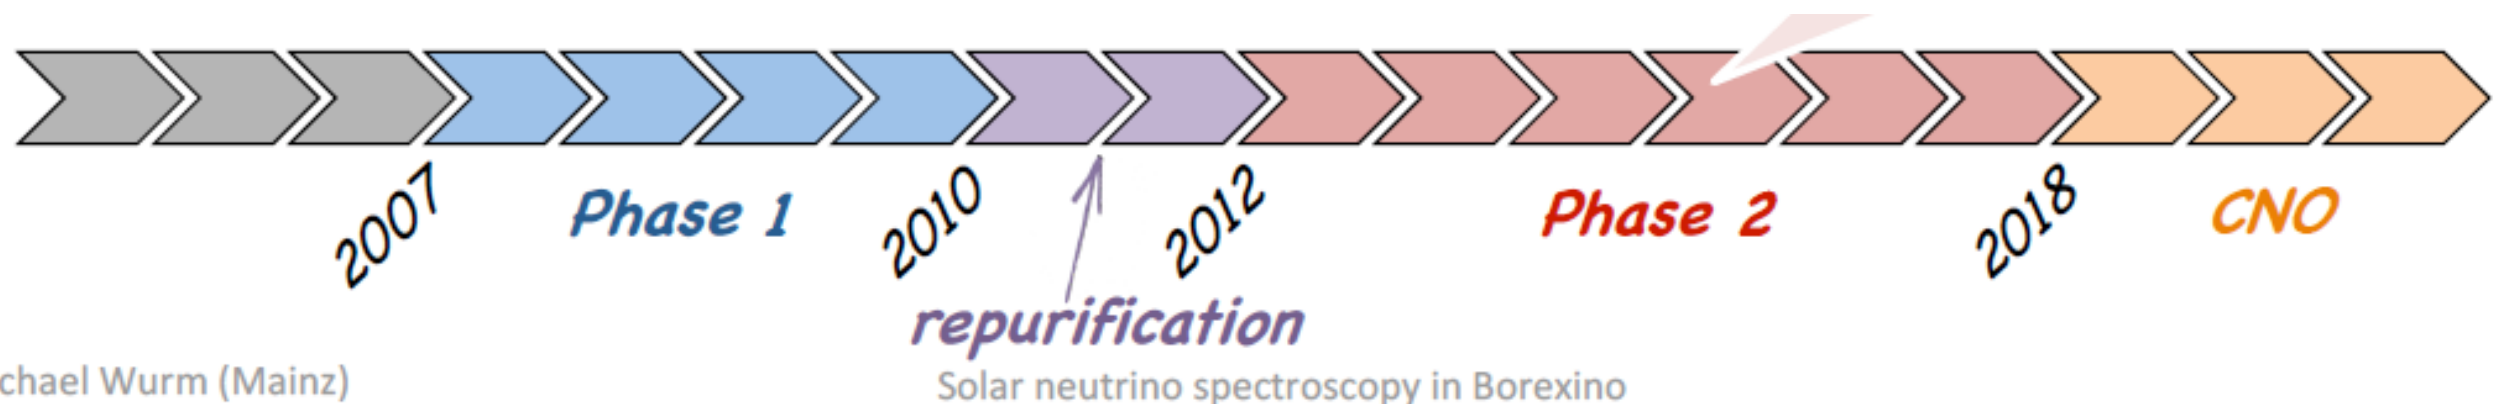 2007
Phase 1
2010
2012
Phase 2
2018
CNO
repurification
chael Wurm (Mainz)
Solar neutrino spectroscopy in Borexino